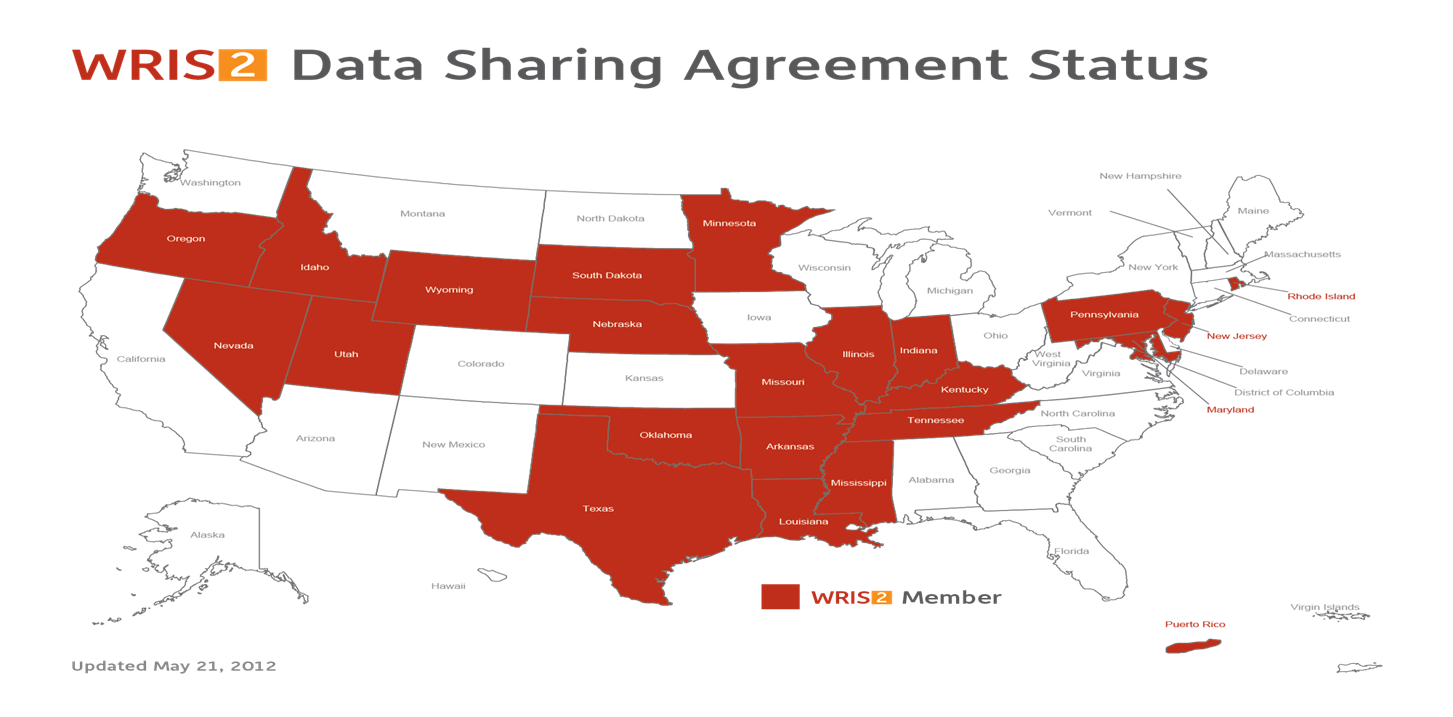 WRIS2 Data Sharing Agreement Status
Washington
Montana
North Dakota
Minnesota
New Hampshire
Vermont
Maine
Oregon
Idaho
Wyoming
South Dakota
Wisconsin
Michigan
New York
Massachusetts
Rhode Island
Connecticut
Nebraska
Iowa
Pennsylvania
New Jersey
Nevada
Utah
California
Colorado
Kansas
Missouri
Illinois
Indiana
Ohio
West
Virginia
Virginia
Delaware
District of Columbia
Maryland
Kentucky
Tennessee
North Carolina
South
Carolina
Arizona
New Mexico
Oklahoma
Arkansas
Texas
Louisiana
Mississippi
Alabama
Georgia
Florida
Alaska
Hawaii
WRIS2 Member
Virgin Islands
Puerto Rico
Updated May 21, 2012